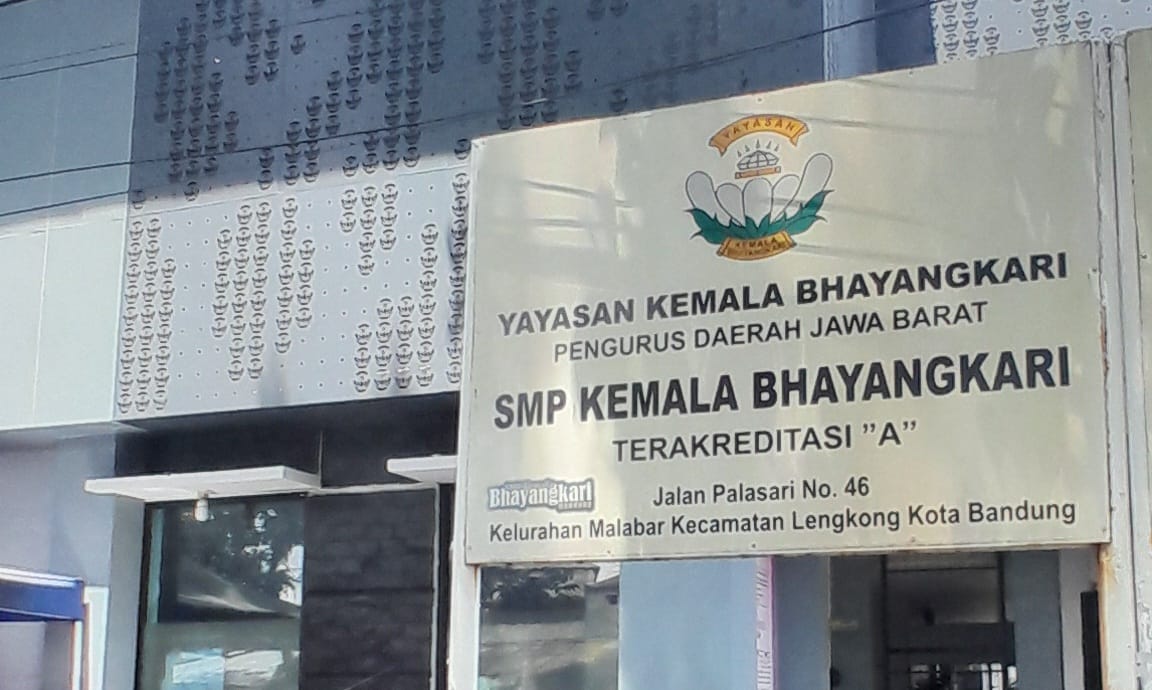 YAYASAN
KEMALA
BHAYANGKARI
YAYASAN KEMALA BHAYANGKARI
PENGURUS DAERAH JAWA BARAT
SMP KEMALA BHAYANGKARI
TERAKREDITASI "A"
Bhayangkari
Jalan Palasari No. 46
Kelurahan Malabar Kecamatan Lengkong Kota Bandung